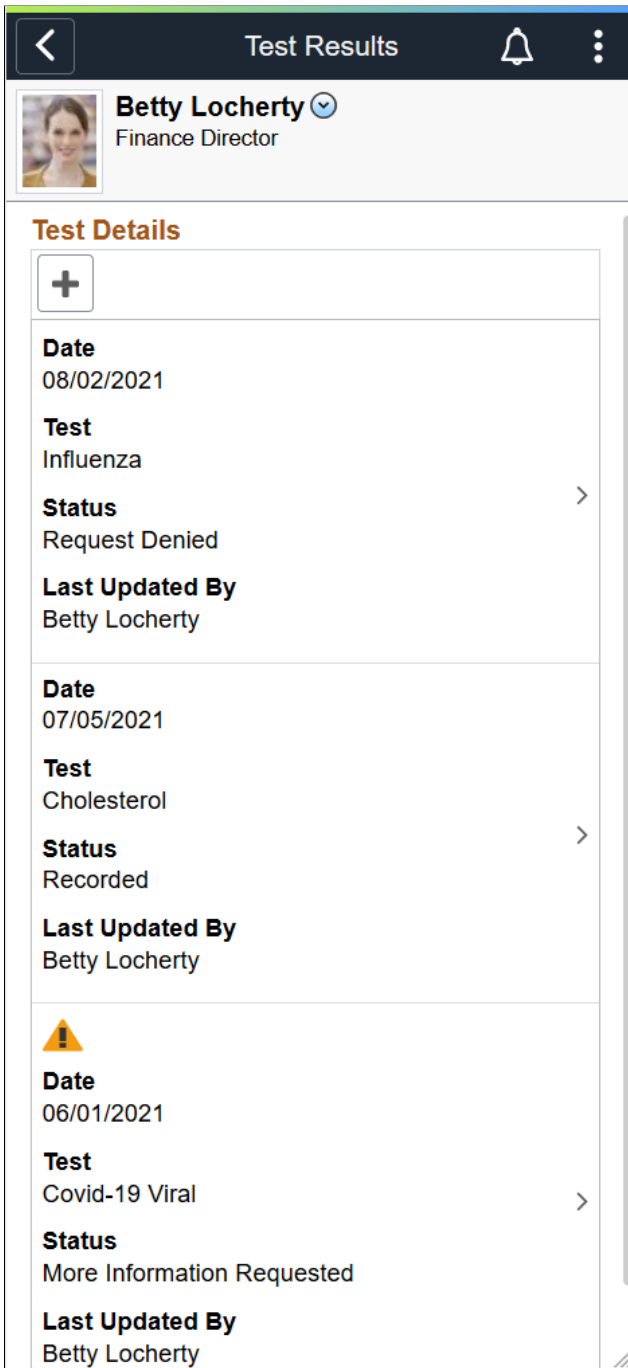 Test Results
Betty Locherty
Finance Director
Test Details
Date
08/02/2021
Test
Influenza
Status
Request Denied
Last Updated By
Betty Locherty
Date
07/05/2021
Test
Cholesterol
Status
Recorded
Last Updated By
Betty Locherty
Date
06/01/2021
Test
Covid-19 Viral
Status
More Information Requested
Last Updated By
Betty Locherty